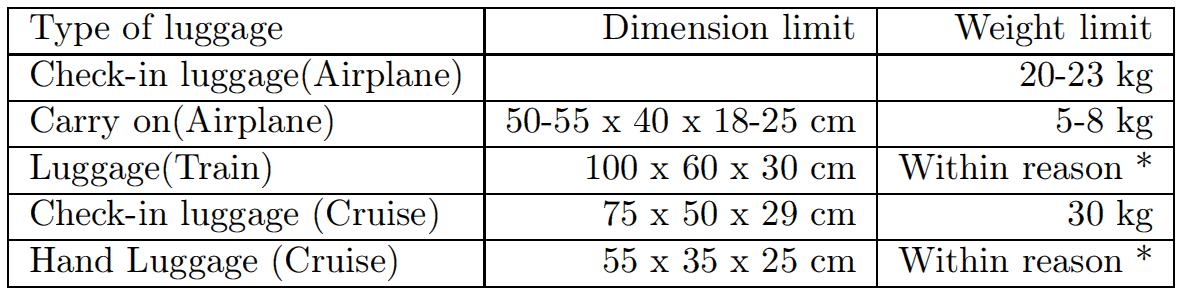 Type of luggage Dimension limit Weight limit
Check-in luggage(Airplane) 20-23 kg
Carry on(Airplane) 50-55 x 40 x 18-25 cm 5-8 kg
Luggage(Train) 100 x 60 x 30 cm Within reason *
Check-in luggage (Cruise) 75 x 50 x 29 cm 30 kg
Hand Luggage (Cruise) 55 x 35 x 25 cm Within reason *